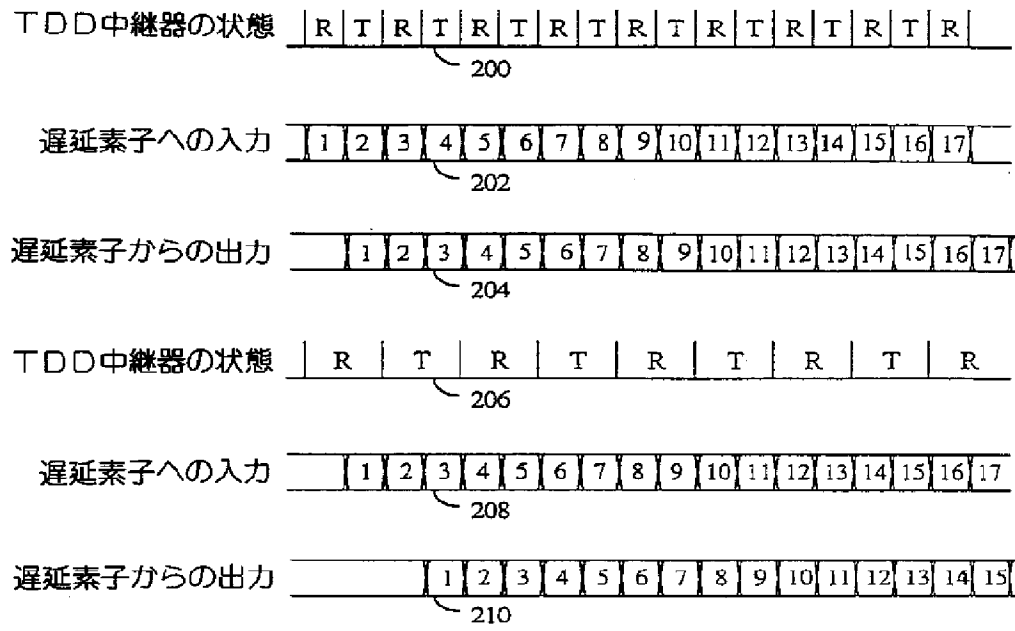 TDD中継器の状態 R T R T R T R T R T R T R T R T R
200
遅延素子への入力 1 2 3 4 5 6 7 8 9 10 11 12 13 14 15 16 17
202
遅延素子からの出力 1 2 3 4 5 6 7 8 9 10 11 12 13 14 15 16 17
204
TDD中継器の状態 R T R T R T R T R
206
遅延素子への入力 1 2 3 4 5 6 7 8 9 10 11 12 13 14 15 16 17
208
遅延素子からの出力 1 2 3 4 5 6 7 8 9 10 11 12 13 14 15
210